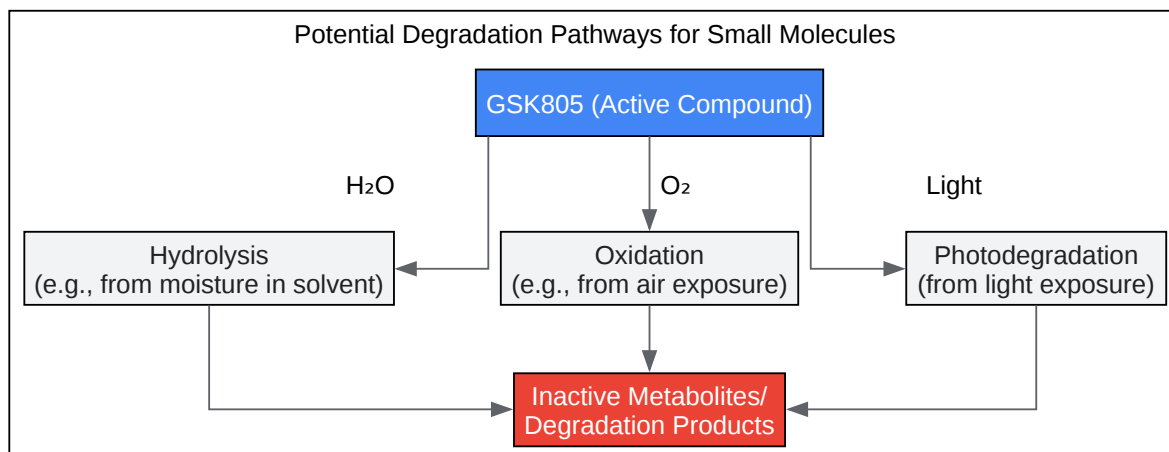 Potential Degradation Pathways for Small Molecules
GSK805 (Active Compound)
H₂O
O₂
Light
Hydrolysis
(e.g., from moisture in solvent)
Oxidation
(e.g., from air exposure)
Photodegradation
(from light exposure)
Inactive Metabolites/
Degradation Products